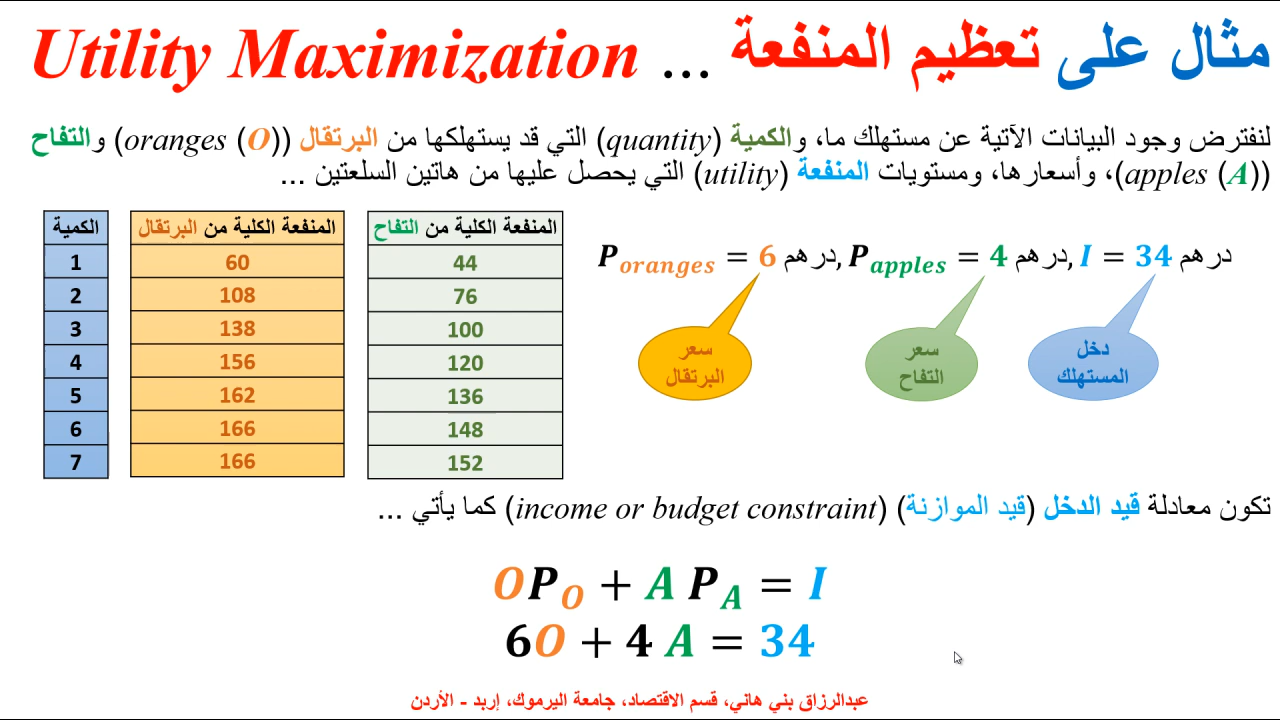 مثال على تعظيم المنفعة ... Utility Maximization
لنفترض وجود البيانات الآتية عن مستهلك ما، والكمية (quantity) التي قد يستهلكها من البرتقال (oranges (O)) والتفاح
(apples (A))، وأسعارها، ومستويات المنفعة (utility) التي يحصل عليها من هاتين السلعتين ...
الكمية المنفعة الكلية من البرتقال المنفعة الكلية من التفاح
1 60 44
2 108 76
3 138 100
4 156 120
5 162 136
6 166 148
7 166 152
P_oranges = 6 درهم, P_apples = 4 درهم, I = 34 درهم
سعر
البرتقال
سعر
التفاح
دخل
المستهلك
تكون معادلة قيد الدخل (قيد الموازنة) (income or budget constraint) كما يأتي ...
OP_O + A P_A = I
6O + 4 A = 34
عبدالرزاق بني هاني، قسم الاقتصاد، جامعة اليرموك، إربد - الأردن